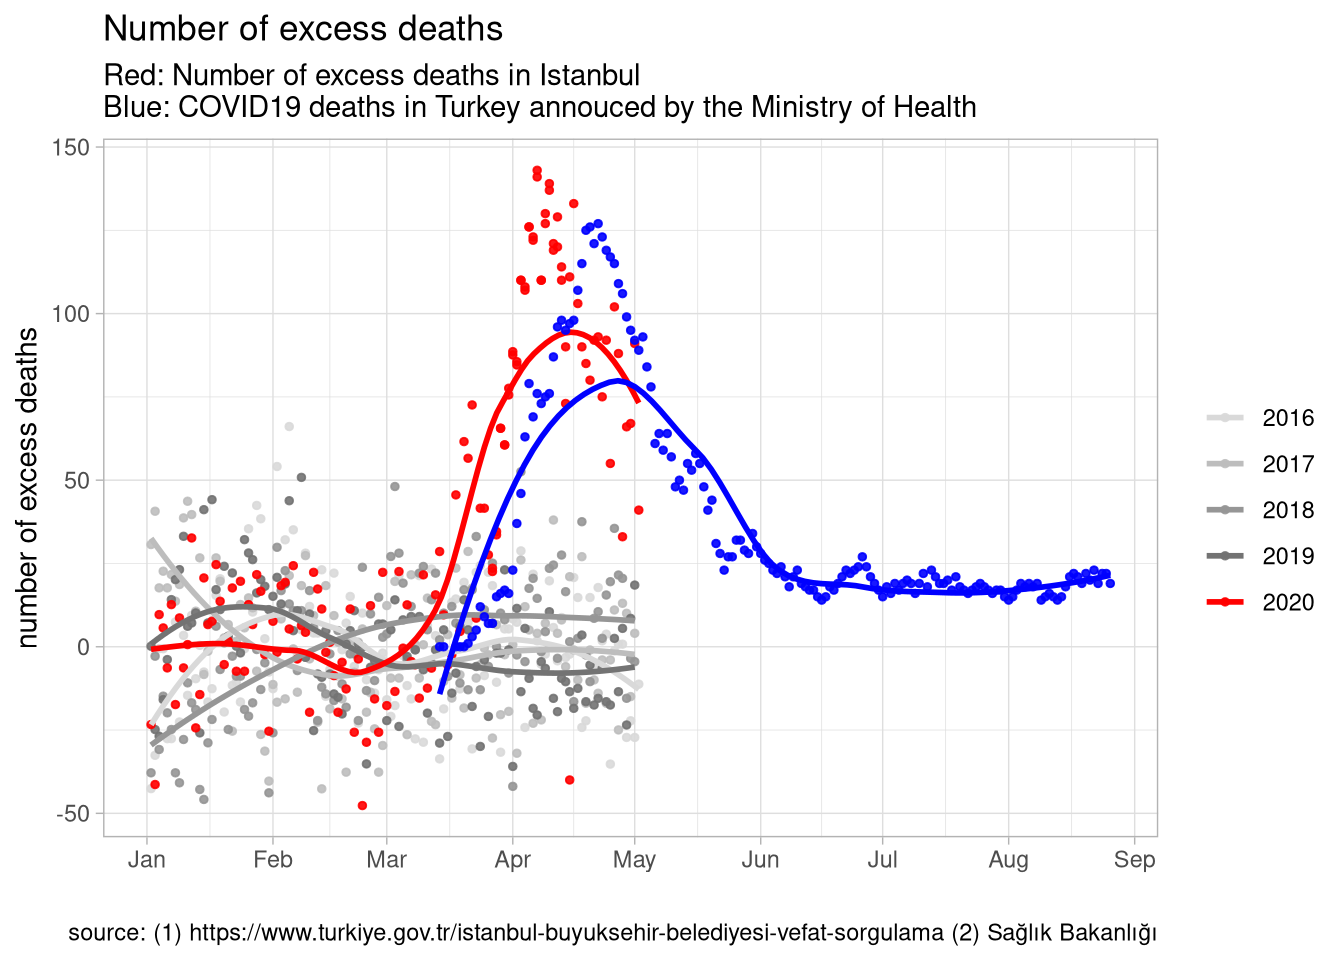 Number of excess deaths
Red: Number of excess deaths in Istanbul
Blue: COVID19 deaths in Turkey annouced by the Ministry of Health
number of excess deaths
150
100
50
0
-50
Jan Feb Mar Apr May Jun Jul Aug Sep
2016
2017
2018
2019
2020
source: (1) https://www.turkiye.gov.tr/istanbul-buyuksehir-belediyesi-vefat-sorgulama (2) Sağlık Bakanlığı